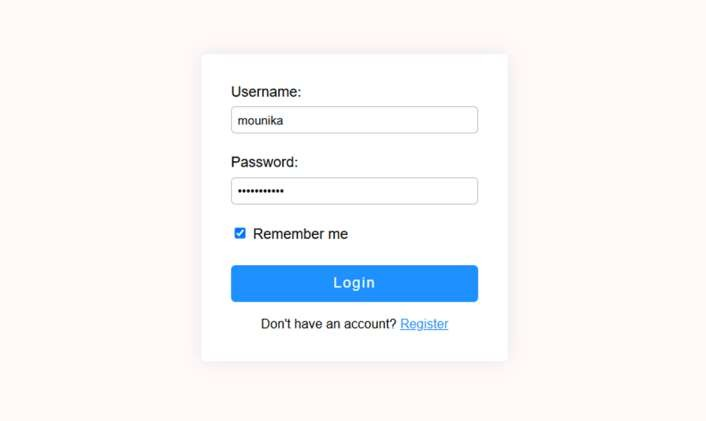 Username:
mounika
Password:
•••••••••••
Remember me
Login
Don't have an account? Register